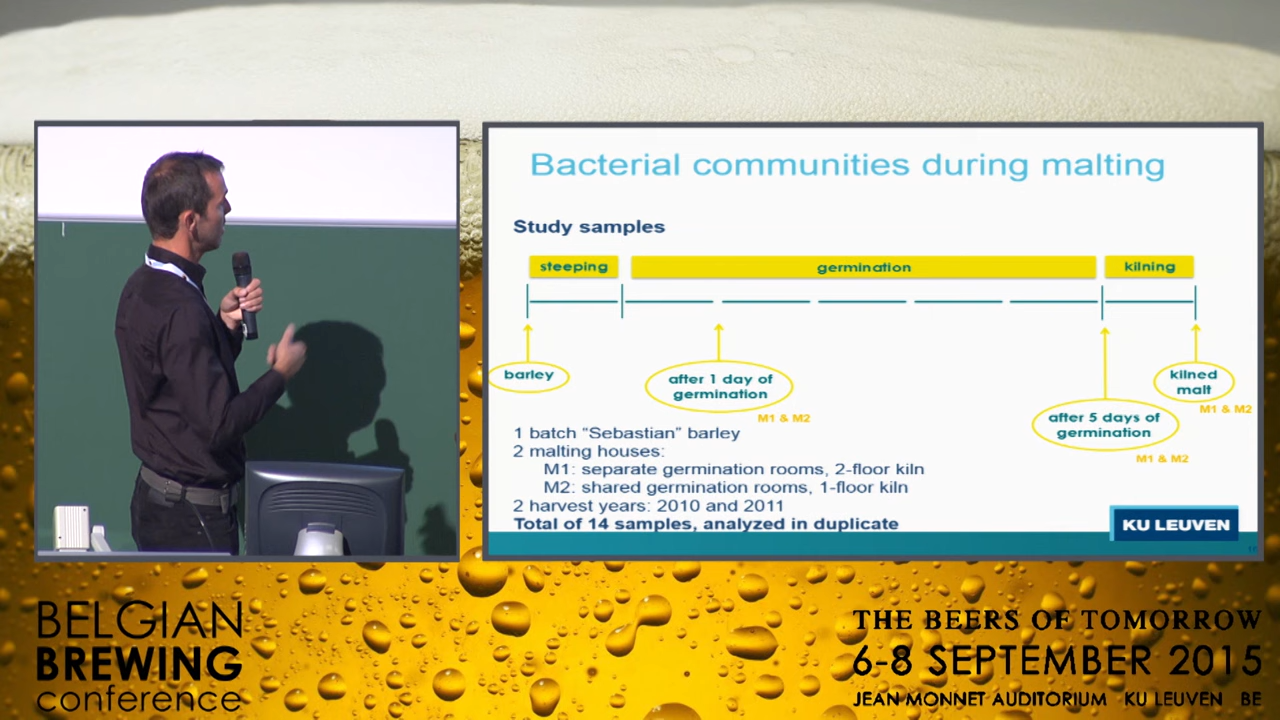 Bacterial communities during malting
Study samples
steeping
germination
kilning
barley
after 1 day of
germination
M1 & M2
after 5 days of
germination
M1 & M2
kilned
malt
M1 & M2
1 batch “Sebastian” barley
2 malting houses:
M1: separate germination rooms, 2-floor kiln
M2: shared germination rooms, 1-floor kiln
2 harvest years: 2010 and 2011
Total of 14 samples, analyzed in duplicate
KU LEUVEN
BELGIAN
BREWING
conference
THE BEERS OF TOMORROW
6-8 SEPTEMBER 2015
JEAN MONNET AUDITORIUM KU LEUVEN BE